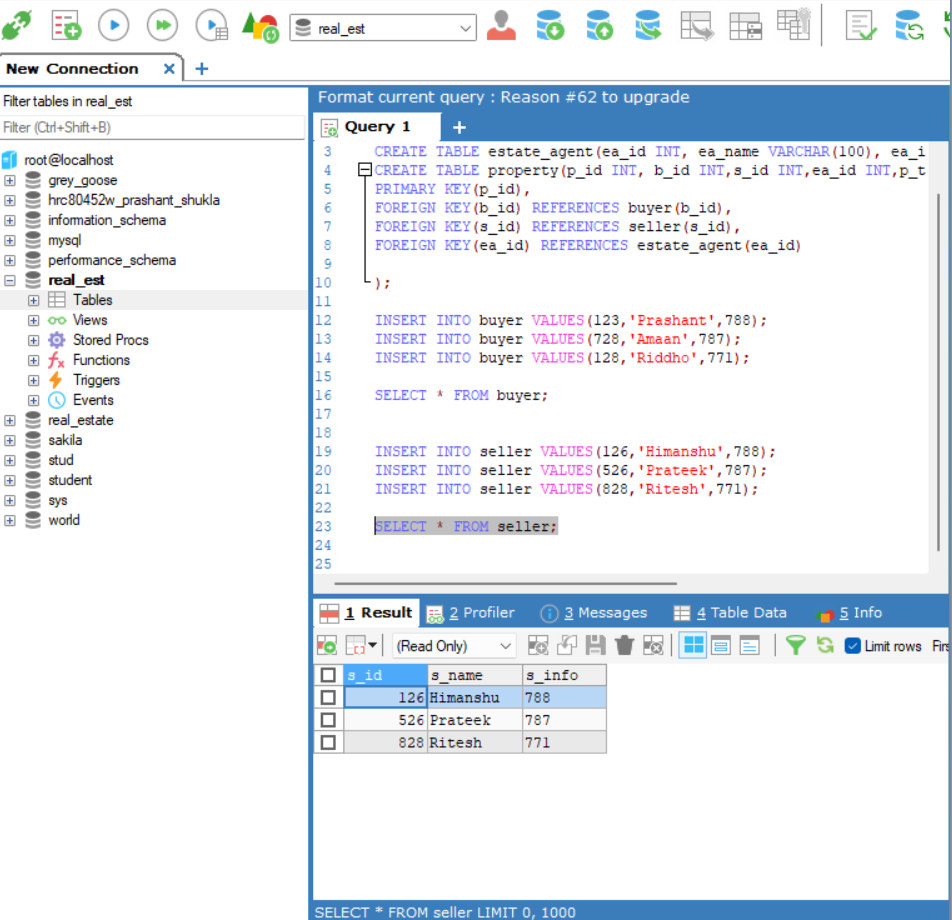 real_est
New Connection × +
Filter tables in real_est
Filter (Ctrl+Shift+B)
root@localhost
grey_goose
hrc80452w_prashant_shukla
information_schema
mysql
performance_schema
real_est
Tables
Views
Stored Procs
Functions
Triggers
Events
real_estate
sakila
stud
student
sys
world
Format current query : Reason #62 to upgrade
Query 1 +
3 CREATE TABLE estate_agent(ea_id INT, ea_name VARCHAR(100), ea_i
4 CREATE TABLE property(p_id INT, b_id INT,s_id INT,ea_id INT,p_t
5 PRIMARY KEY(p_id),
6 FOREIGN KEY(b_id) REFERENCES buyer(b_id),
7 FOREIGN KEY(s_id) REFERENCES seller(s_id),
8 FOREIGN KEY(ea_id) REFERENCES estate_agent(ea_id)
9
10 );
11
12 INSERT INTO buyer VALUES(123,'Prashant',788);
13 INSERT INTO buyer VALUES(728,'Amaan',787);
14 INSERT INTO buyer VALUES(128,'Riddho',771);
15
16 SELECT * FROM buyer;
17
18
19 INSERT INTO seller VALUES(126,'Himanshu',788);
20 INSERT INTO seller VALUES(526,'Prateek',787);
21 INSERT INTO seller VALUES(828,'Ritesh',771);
22
23 SELECT * FROM seller;
24
25
1 Result 2 Profiler 3 Messages 4 Table Data 5 Info
(Read Only) Limit rows Firs
s_id s_name s_info
126 Himanshu 788
526 Prateek 787
828 Ritesh 771
SELECT * FROM seller LIMIT 0, 1000